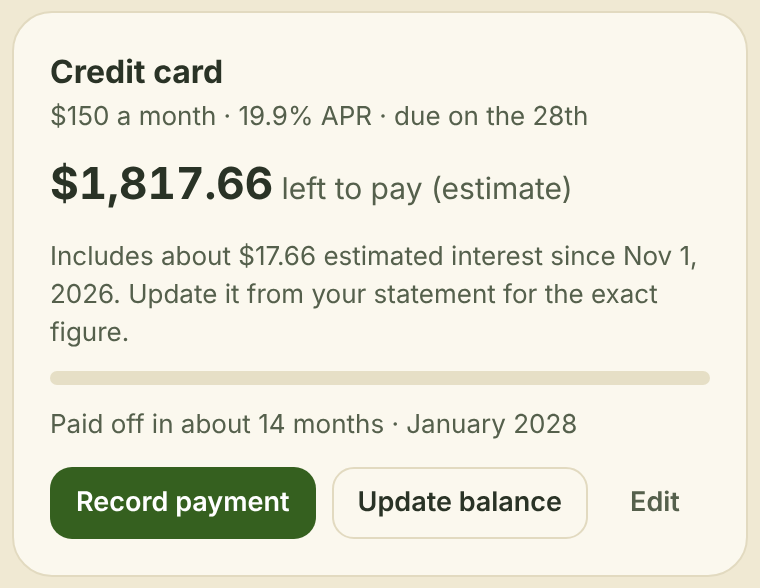 Credit card
$150 a month · 19.9% APR · due on the 28th
$1,817.66 left to pay (estimate)
Includes about $17.66 estimated interest since Nov 1,
2026. Update it from your statement for the exact
figure.
Paid off in about 14 months · January 2028
Record payment Update balance Edit